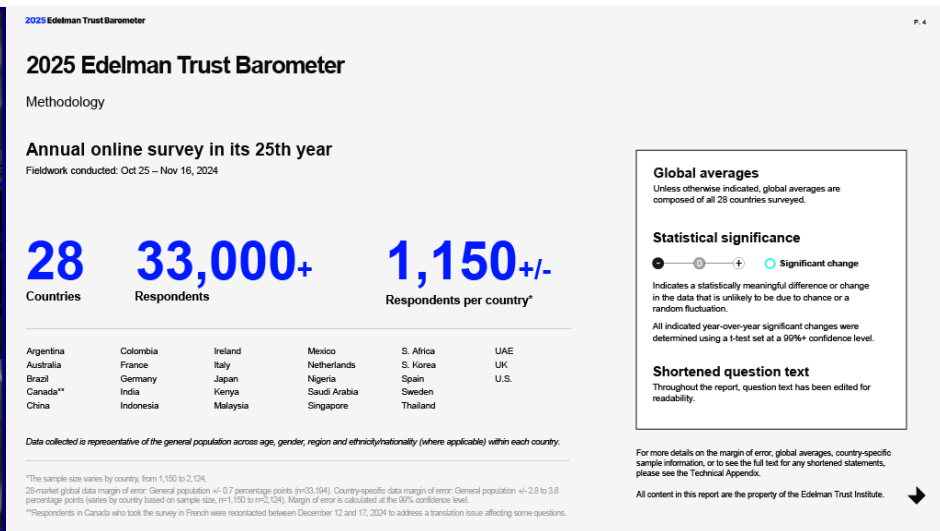 2025 Edelman Trust Barometer
P. 4
2025 Edelman Trust Barometer
Methodology
Annual online survey in its 25th year
Fieldwork conducted: Oct 25 – Nov 16, 2024
28
Countries
33,000+
Respondents
1,150+/-
Respondents per country*
Argentina
Australia
Brazil
Canada**
China
Colombia
France
Germany
India
Indonesia
Ireland
Italy
Japan
Kenya
Malaysia
Mexico
Netherlands
Nigeria
Saudi Arabia
Singapore
S. Africa
S. Korea
Spain
Sweden
Thailand
UAE
UK
U.S.
Data collected is representative of the general population across age, gender, region and ethnicity/nationality (where applicable) within each country.
*The sample size varies by country, from 1,150 to 2,124.
28-market global data margin of error: General population +/- 0.7 percentage points (n=33,194). Country-specific data margin of error: General population +/- 2.8 to 3.8
percentage points (varies by country based on sample size, n=1,150 to n=2,124). Margin of error is calculated at the 99% confidence level.
**Respondents in Canada who took the survey in French were recontacted between December 12 and 17, 2024 to address a translation issue affecting some questions.
Global averages
Unless otherwise indicated, global averages are
composed of all 28 countries surveyed.
Statistical significance
- 0 + Significant change
Indicates a statistically meaningful difference or change
in the data that is unlikely to be due to chance or a
random fluctuation.
All indicated year-over-year significant changes were
determined using a t-test set at a 99%+ confidence level.
Shortened question text
Throughout the report, question text has been edited for
readability.
For more details on the margin of error, global averages, country-specific
sample information, or to see the full text for any shortened statements,
please see the Technical Appendix.
All content in this report are the property of the Edelman Trust Institute.